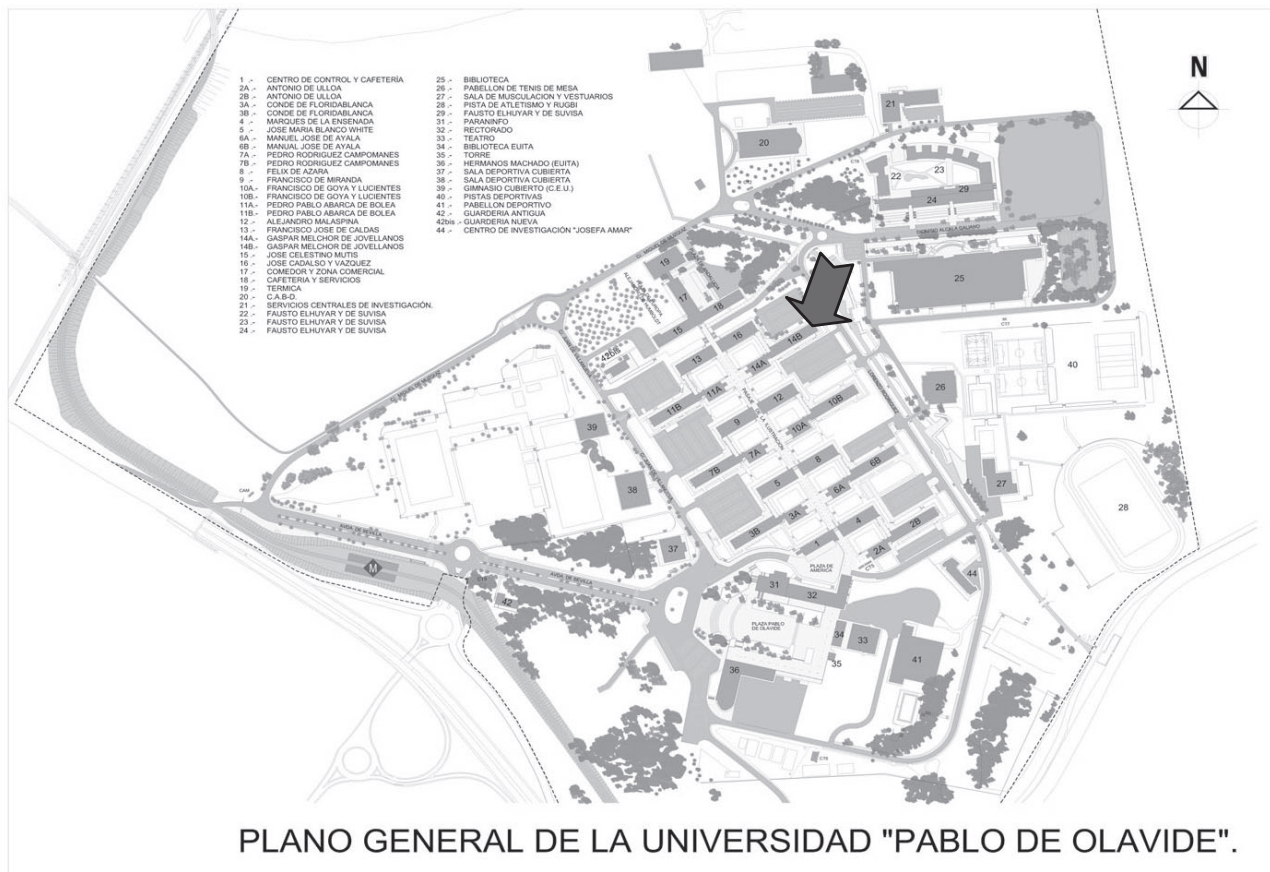 1 .- CENTRO DE CONTROL Y CAFETERÍA
2A .- ANTONIO DE ULLOA
2B .- ANTONIO DE ULLOA
3A .- CONDE DE FLORIDABLANCA
3B .- CONDE DE FLORIDABLANCA
4 .- MARQUES DE LA ENSENADA
5 .- JOSE MARIA BLANCO WHITE
6A .- MANUEL JOSE DE AYALA
6B .- MANUAL JOSE DE AYALA
7A .- PEDRO RODRIGUEZ CAMPOMANES
7B .- PEDRO RODRIGUEZ CAMPOMANES
8 .- FELIX DE AZARA
9 .- FRANCISCO DE MIRANDA
10A.- FRANCISCO DE GOYA Y LUCIENTES
10B.- FRANCISCO DE GOYA Y LUCIENTES
11A.- PEDRO PABLO ABARCA DE BOLEA
11B.- PEDRO PABLO ABARCA DE BOLEA
12 .- ALEJANDRO MALASPINA
13 .- FRANCISCO JOSE DE CALDAS
14A.- GASPAR MELCHOR DE JOVELLANOS
14B.- GASPAR MELCHOR DE JOVELLANOS
15 .- JOSE CELESTINO MUTIS
16 .- JOSE CADALSO Y VAZQUEZ
17 .- COMEDOR Y ZONA COMERCIAL
18 .- CAFETERIA Y SERVICIOS
19 .- TERMICA
20 .- C.A.B.D.
21 .- SERVICIOS CENTRALES DE INVESTIGACIÓN.
22 .- FAUSTO ELHUYAR Y DE SUVISA
23 .- FAUSTO ELHUYAR Y DE SUVISA
24 .- FAUSTO ELHUYAR Y DE SUVISA
25 .- BIBLIOTECA
26 .- PABELLON DE TENIS DE MESA
27 .- SALA DE MUSCULACION Y VESTUARIOS
28 .- PISTA DE ATLETISMO Y RUGBI
29 .- FAUSTO ELHUYAR Y DE SUVISA
31 .- PARANINFO
32 .- RECTORADO
33 .- TEATRO
34 .- BIBLIOTECA EUITA
35 .- TORRE
36 .- HERMANOS MACHADO (EUITA)
37 .- SALA DEPORTIVA CUBIERTA
38 .- SALA DEPORTIVA CUBIERTA
39 .- GIMNASIO CUBIERTO (C.E.U.)
40 .- PISTAS DEPORTIVAS
41 .- PABELLON DEPORTIVO
42 .- GUARDERIA ANTIGUA
42bis .- GUARDERIA NUEVA
44 .- CENTRO DE INVESTIGACIÓN "JOSEFA AMAR"
N
21
20
22
23
29
24
25
19
17
18
15
16
14B
13
14A
42bis
11A
12
11B
10B
9
10A
26
40
39
7A
8
7B
6B
5
6A
38
27
28
3A
4
3B
2B
1
2A
37
PLAZA DE
AMÉRICA
AVDA. DE SEVILLA
AVDA. DE SEVILLA
CAM
M
42
31
32
44
PLAZA PABLO
DE OLAVIDE
34
33
35
41
36
PLANO GENERAL DE LA UNIVERSIDAD "PABLO DE OLAVIDE".